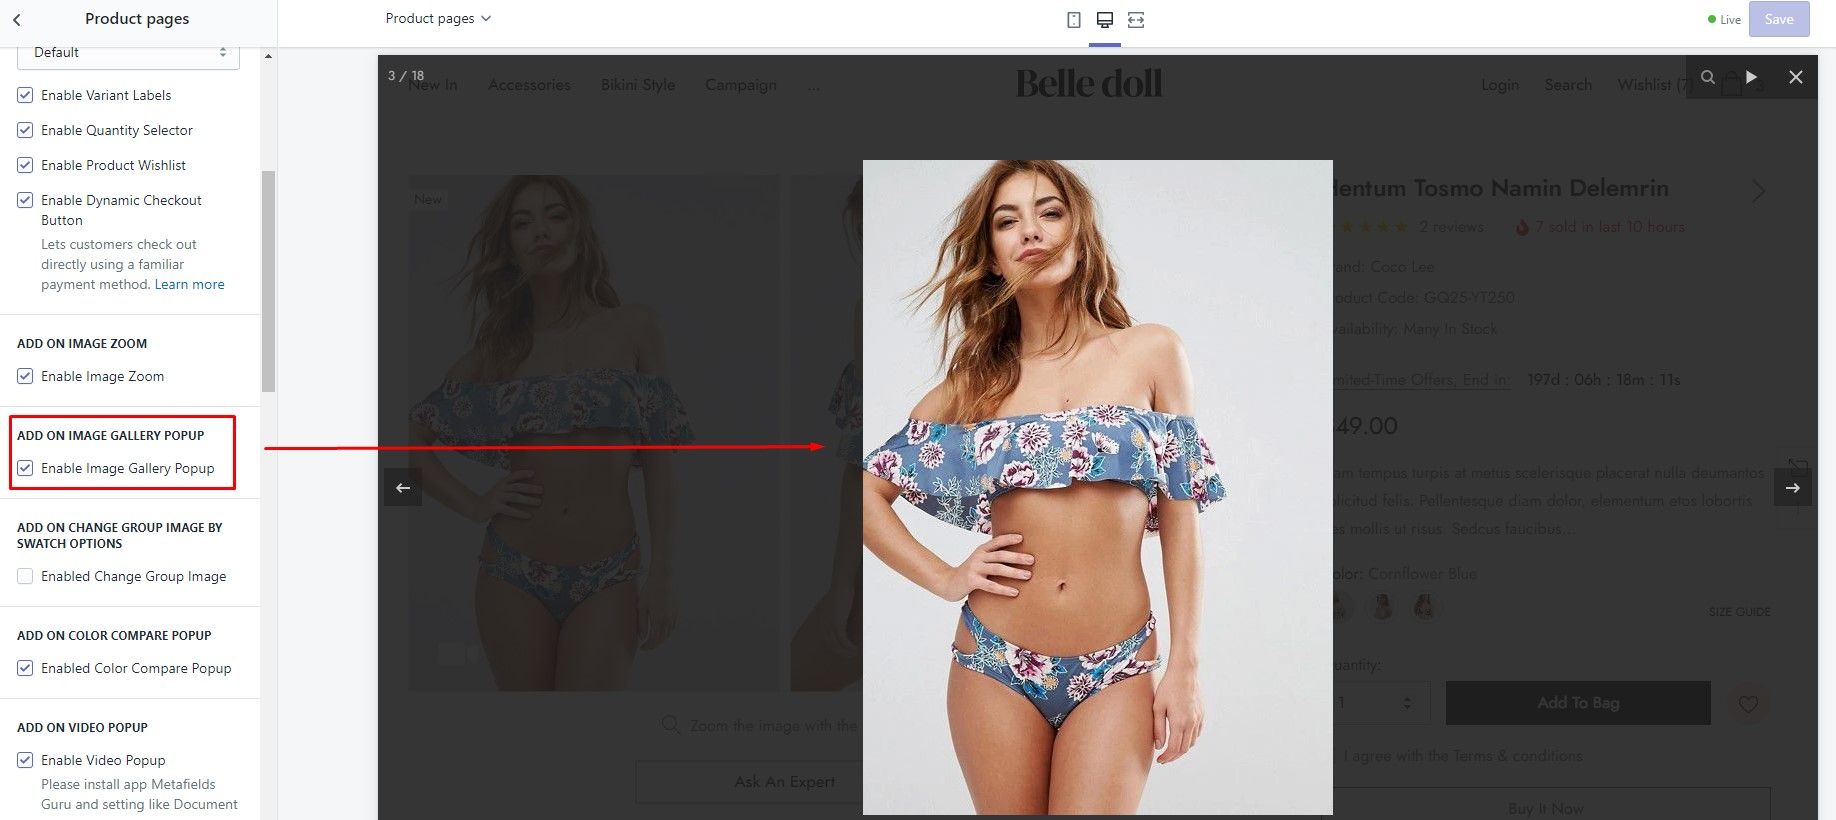 Product pages
Default
Enable Variant Labels
Enable Quantity Selector
Enable Product Wishlist
Enable Dynamic Checkout
Button
Lets customers check out
directly using a familiar
payment method. Learn more
ADD ON IMAGE ZOOM
Enable Image Zoom
ADD ON IMAGE GALLERY POPUP
Enable Image Gallery Popup
ADD ON CHANGE GROUP IMAGE BY
SWATCH OPTIONS
Enabled Change Group Image
ADD ON COLOR COMPARE POPUP
Enabled Color Compare Popup
ADD ON VIDEO POPUP
Enable Video Popup
Please install app Metafields
Guru and setting like Document
Product pages
Live
Save
3 / 18
New In Accessories Bikini Style Campaign ...
Belle doll
Login Search Wishlist (7) 3
New
Zoom the image with the
Ask An Expert
entum Tosmo Namin Delemrin
2 reviews 7 sold in last 10 hours
and: Coco Lee
oduct Code: GQ25-YT250
ailability: Many In Stock
mited-Time Offers, End in: 197d : 06h : 18m : 11s
49.00
am tempus turpis at metus scelerisque placerat nulla deumantos
licitud felis. Pellentesque diam dolor, elementum etos lobortis
es mollis ut risus. Sedcus faucibus...
olor: Cornflower Blue
SIZE GUIDE
uantity:
1
Add To Bag
I agree with the Terms & conditions
Buy It Now